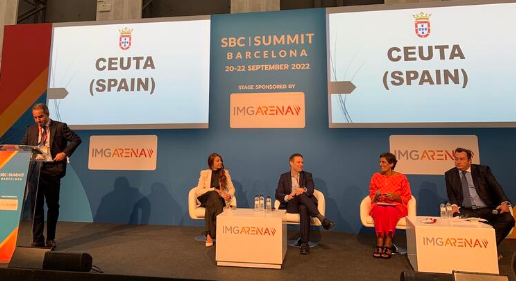 CEUTA
(SPAIN)
SBC SUMMIT
BARCELONA
20-22 SEPTEMBER 2022
STAGE SPONSORED BY
IMGARENA
CEUTA
(SPAIN)
IMGARENA
IMGARENA
IMGARENA
IMGARENA